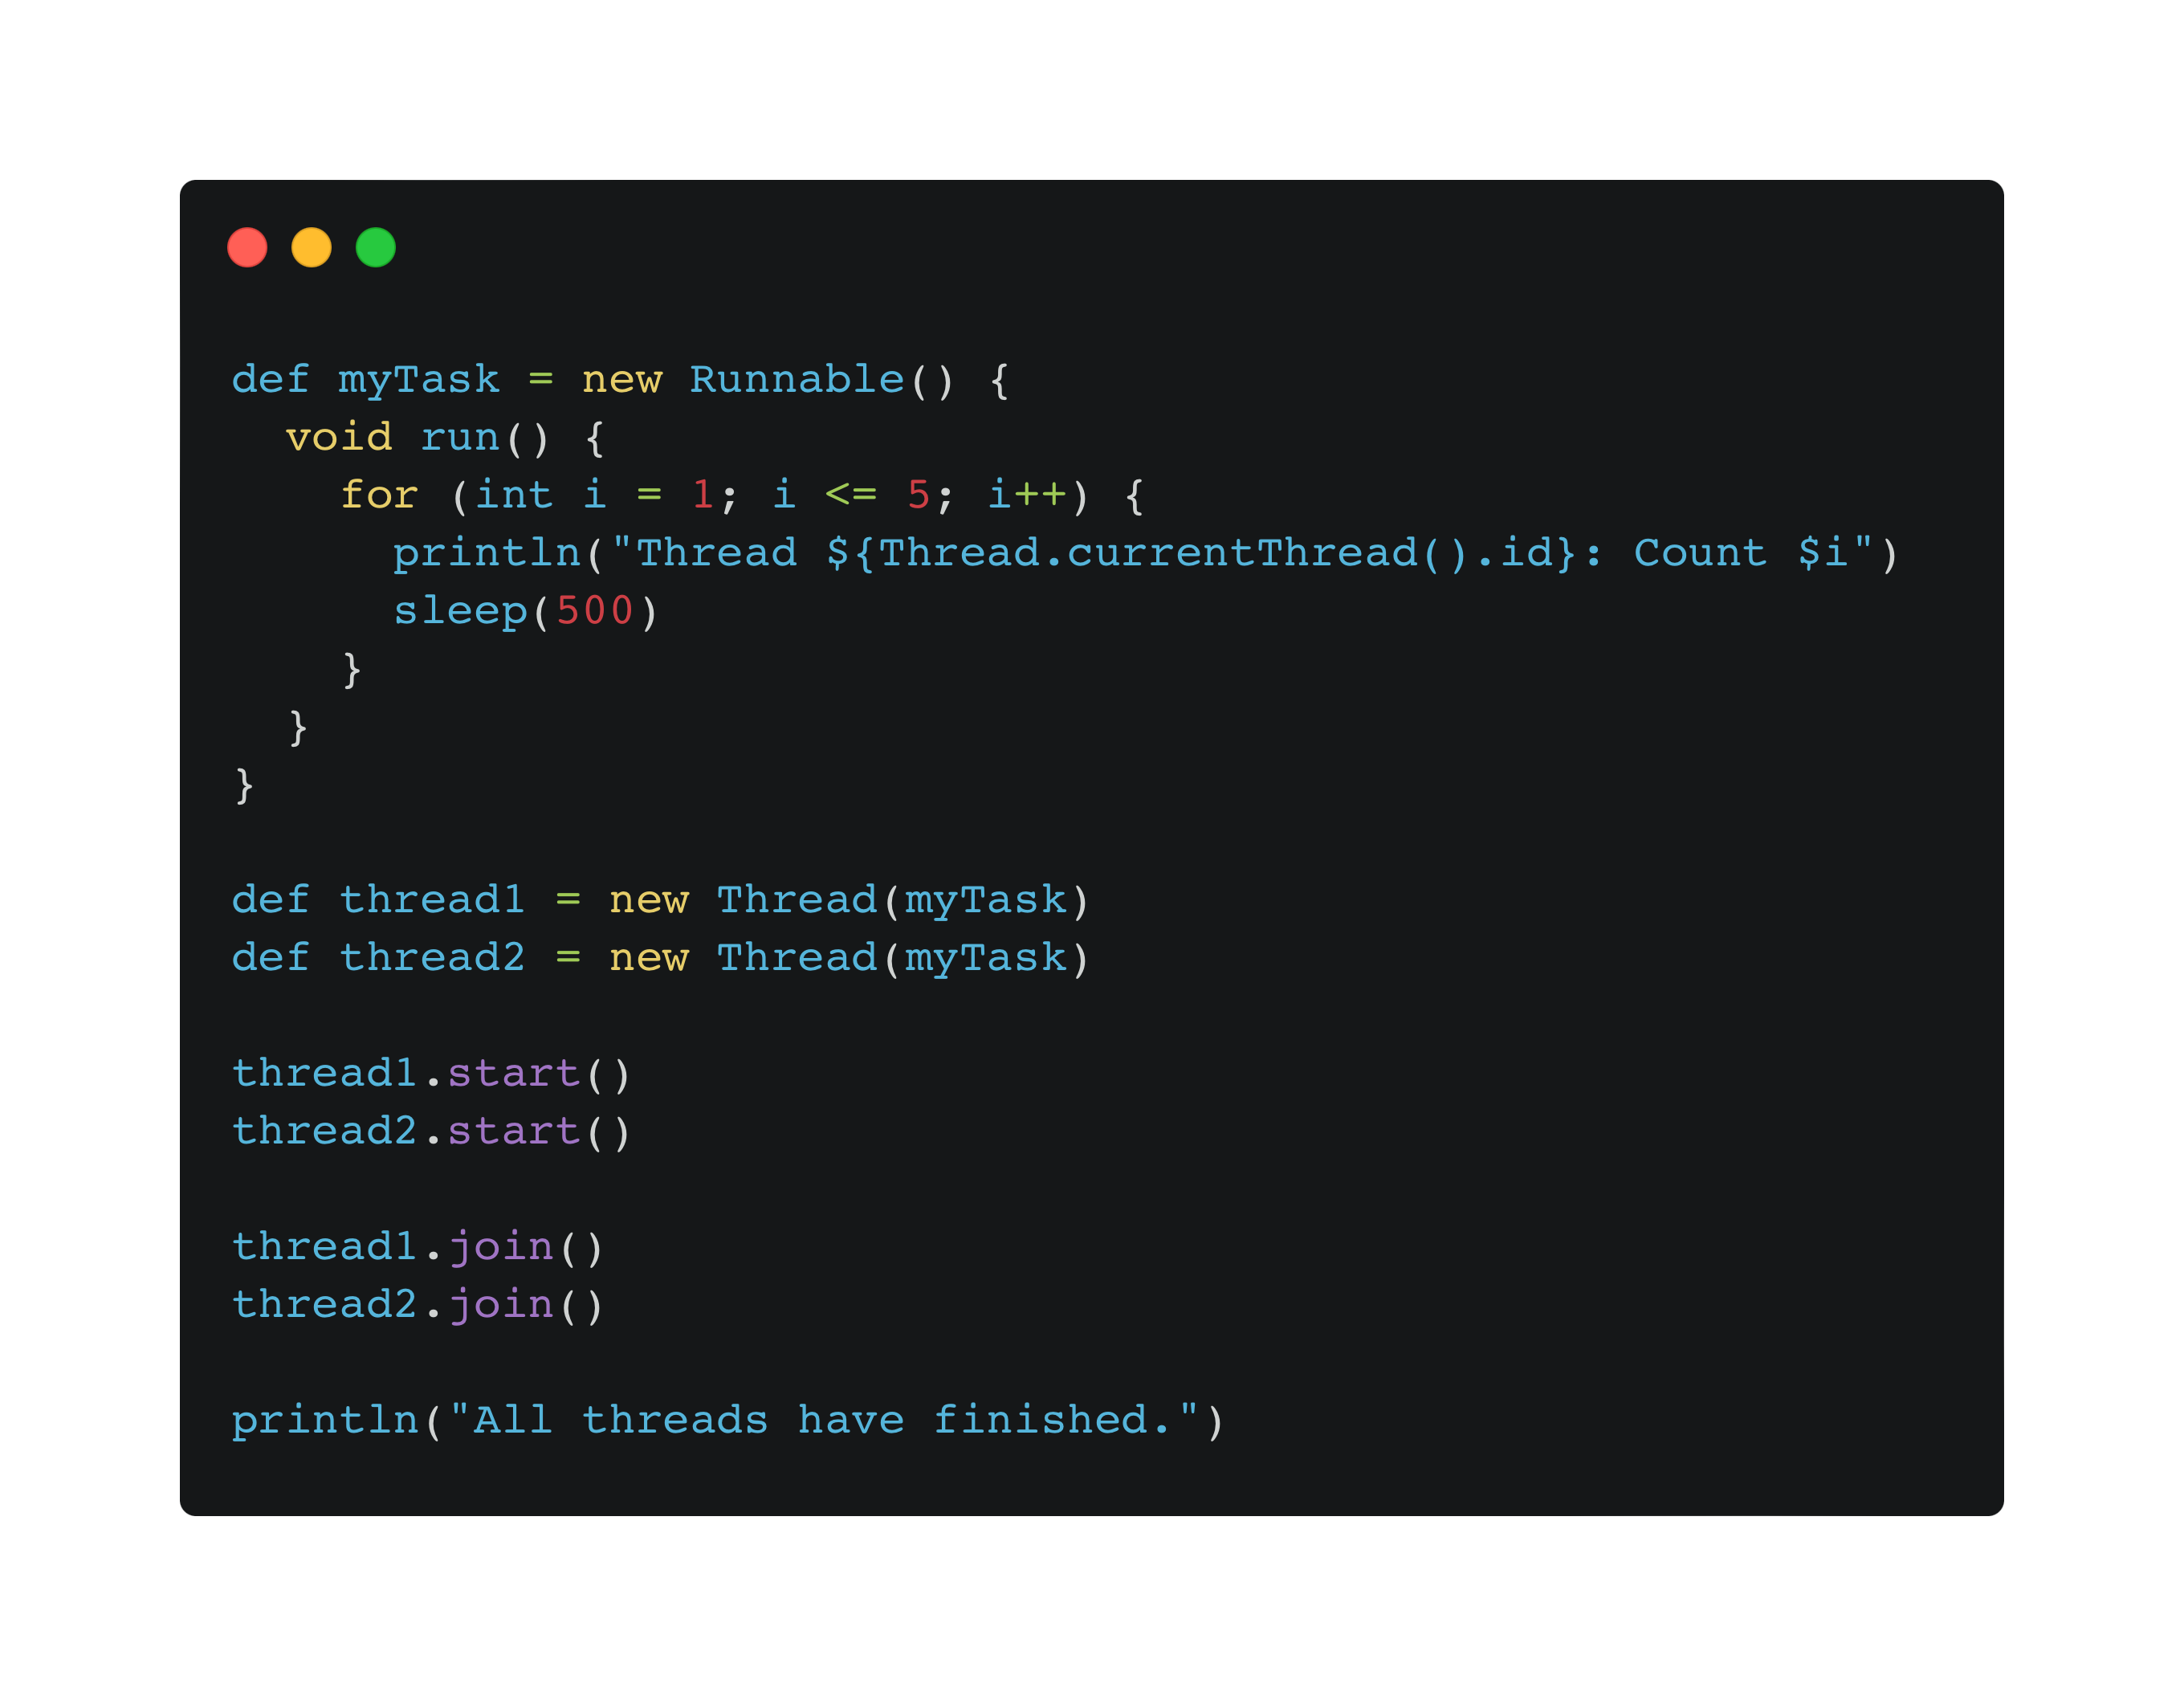 def myTask = new Runnable() {
  void run() {
    for (int i = 1; i <= 5; i++) {
      println("Thread ${Thread.currentThread().id}: Count $i")
      sleep(500)
    }
  }
}

def thread1 = new Thread(myTask)
def thread2 = new Thread(myTask)

thread1.start()
thread2.start()

thread1.join()
thread2.join()

println("All threads have finished.")